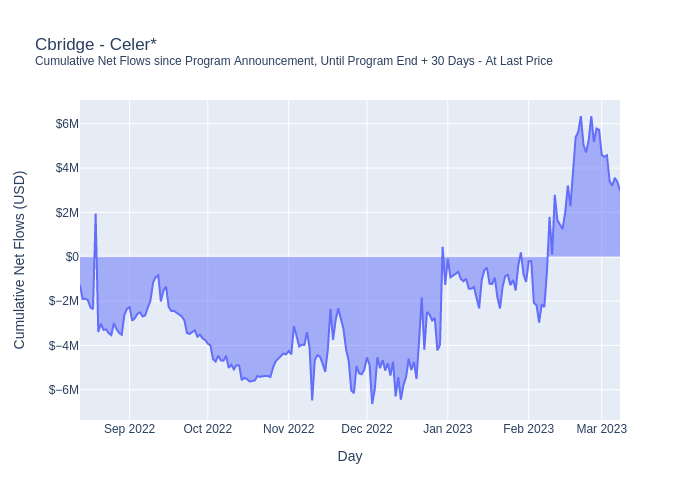 Cbridge - Celer*
Cumulative Net Flows since Program Announcement, Until Program End + 30 Days - At Last Price
Cumulative Net Flows (USD)
$6M
$4M
$2M
$0
$−2M
$−4M
$−6M
Sep 2022
Oct 2022
Nov 2022
Dec 2022
Jan 2023
Feb 2023
Mar 2023
Day